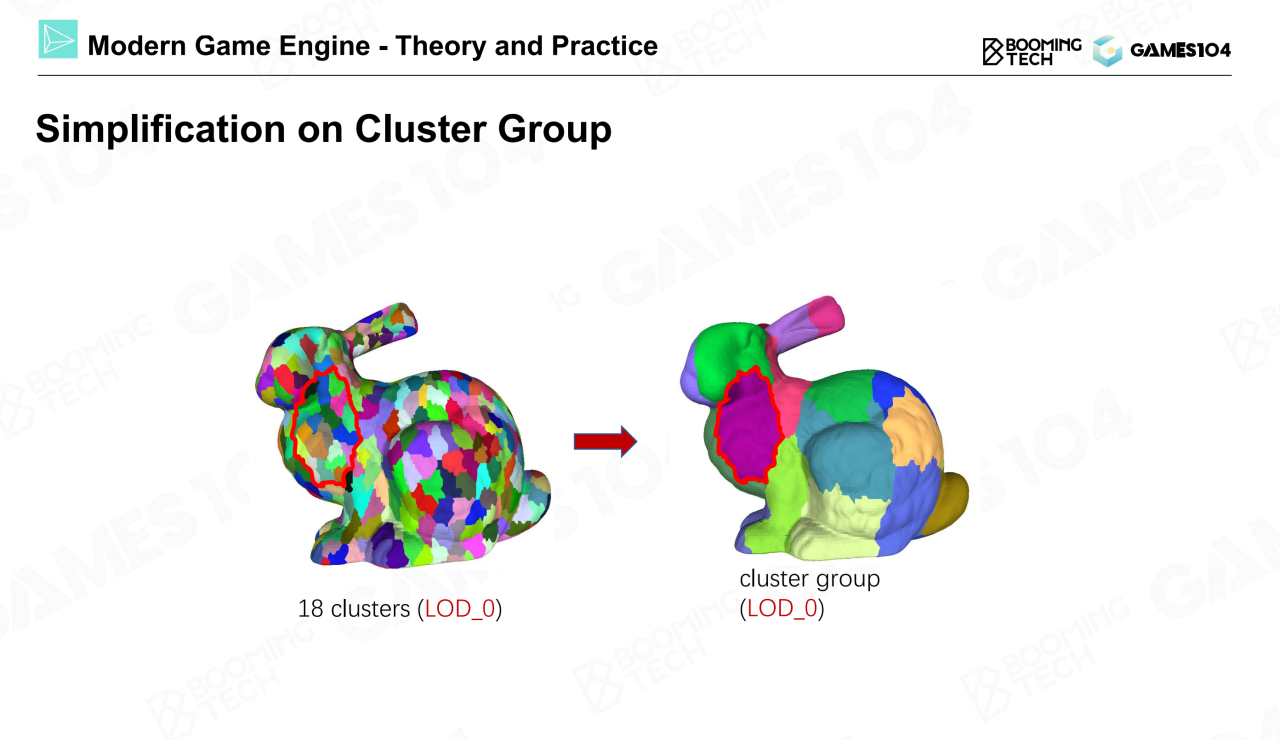 Modern Game Engine - Theory and Practice
BOOMING
TECH
GAMES104
Simplification on Cluster Group
18 clusters (LOD_0)
cluster group
(LOD_0)